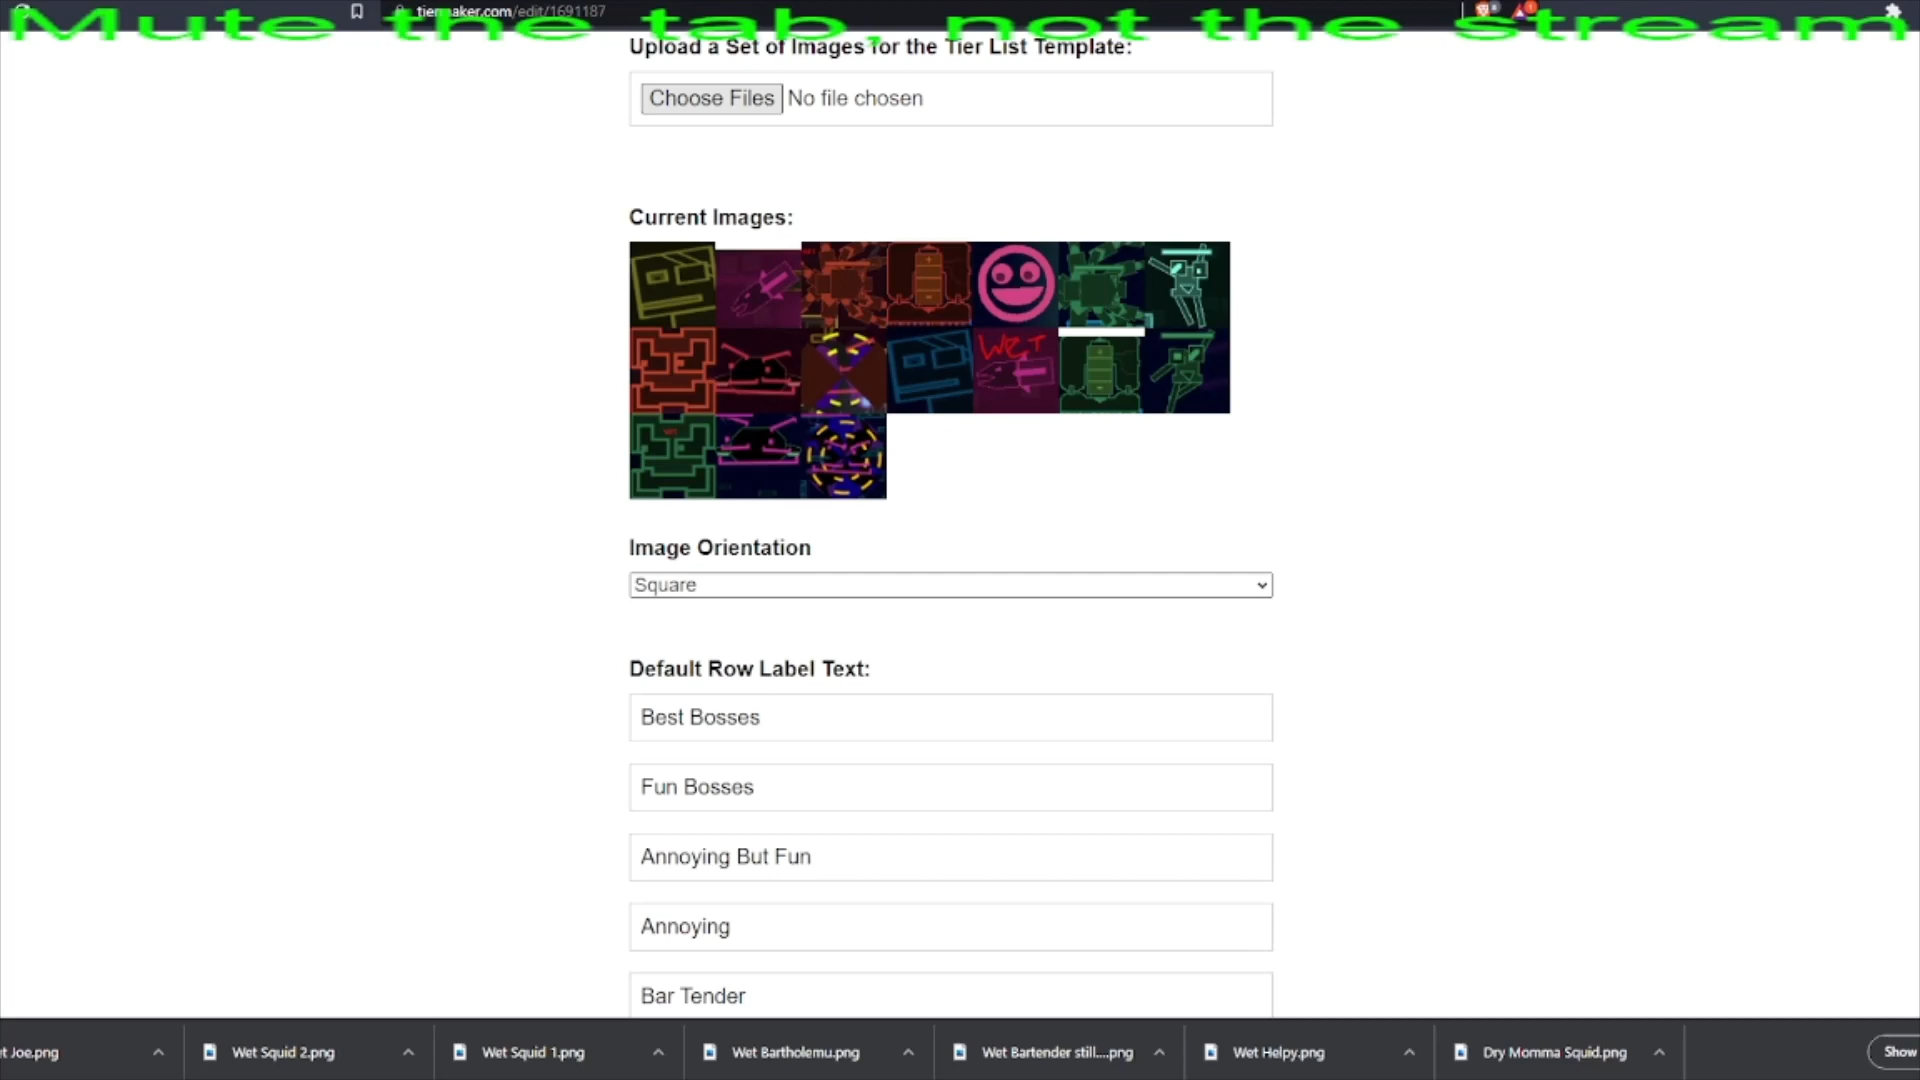 Mute the tab, not the stream
tiermaker.com/edit/1691187
Upload a Set of Images for the Tier List Template:
Choose Files No file chosen
Current Images:
WET
Image Orientation
Square
Default Row Label Text:
Best Bosses
Fun Bosses
Annoying But Fun
Annoying
Bar Tender
t Joe.png
Wet Squid 2.png
Wet Squid 1.png
Wet Bartholemu.png
Wet Bartender still....png
Wet Helpy.png
Dry Momma Squid.png
Show